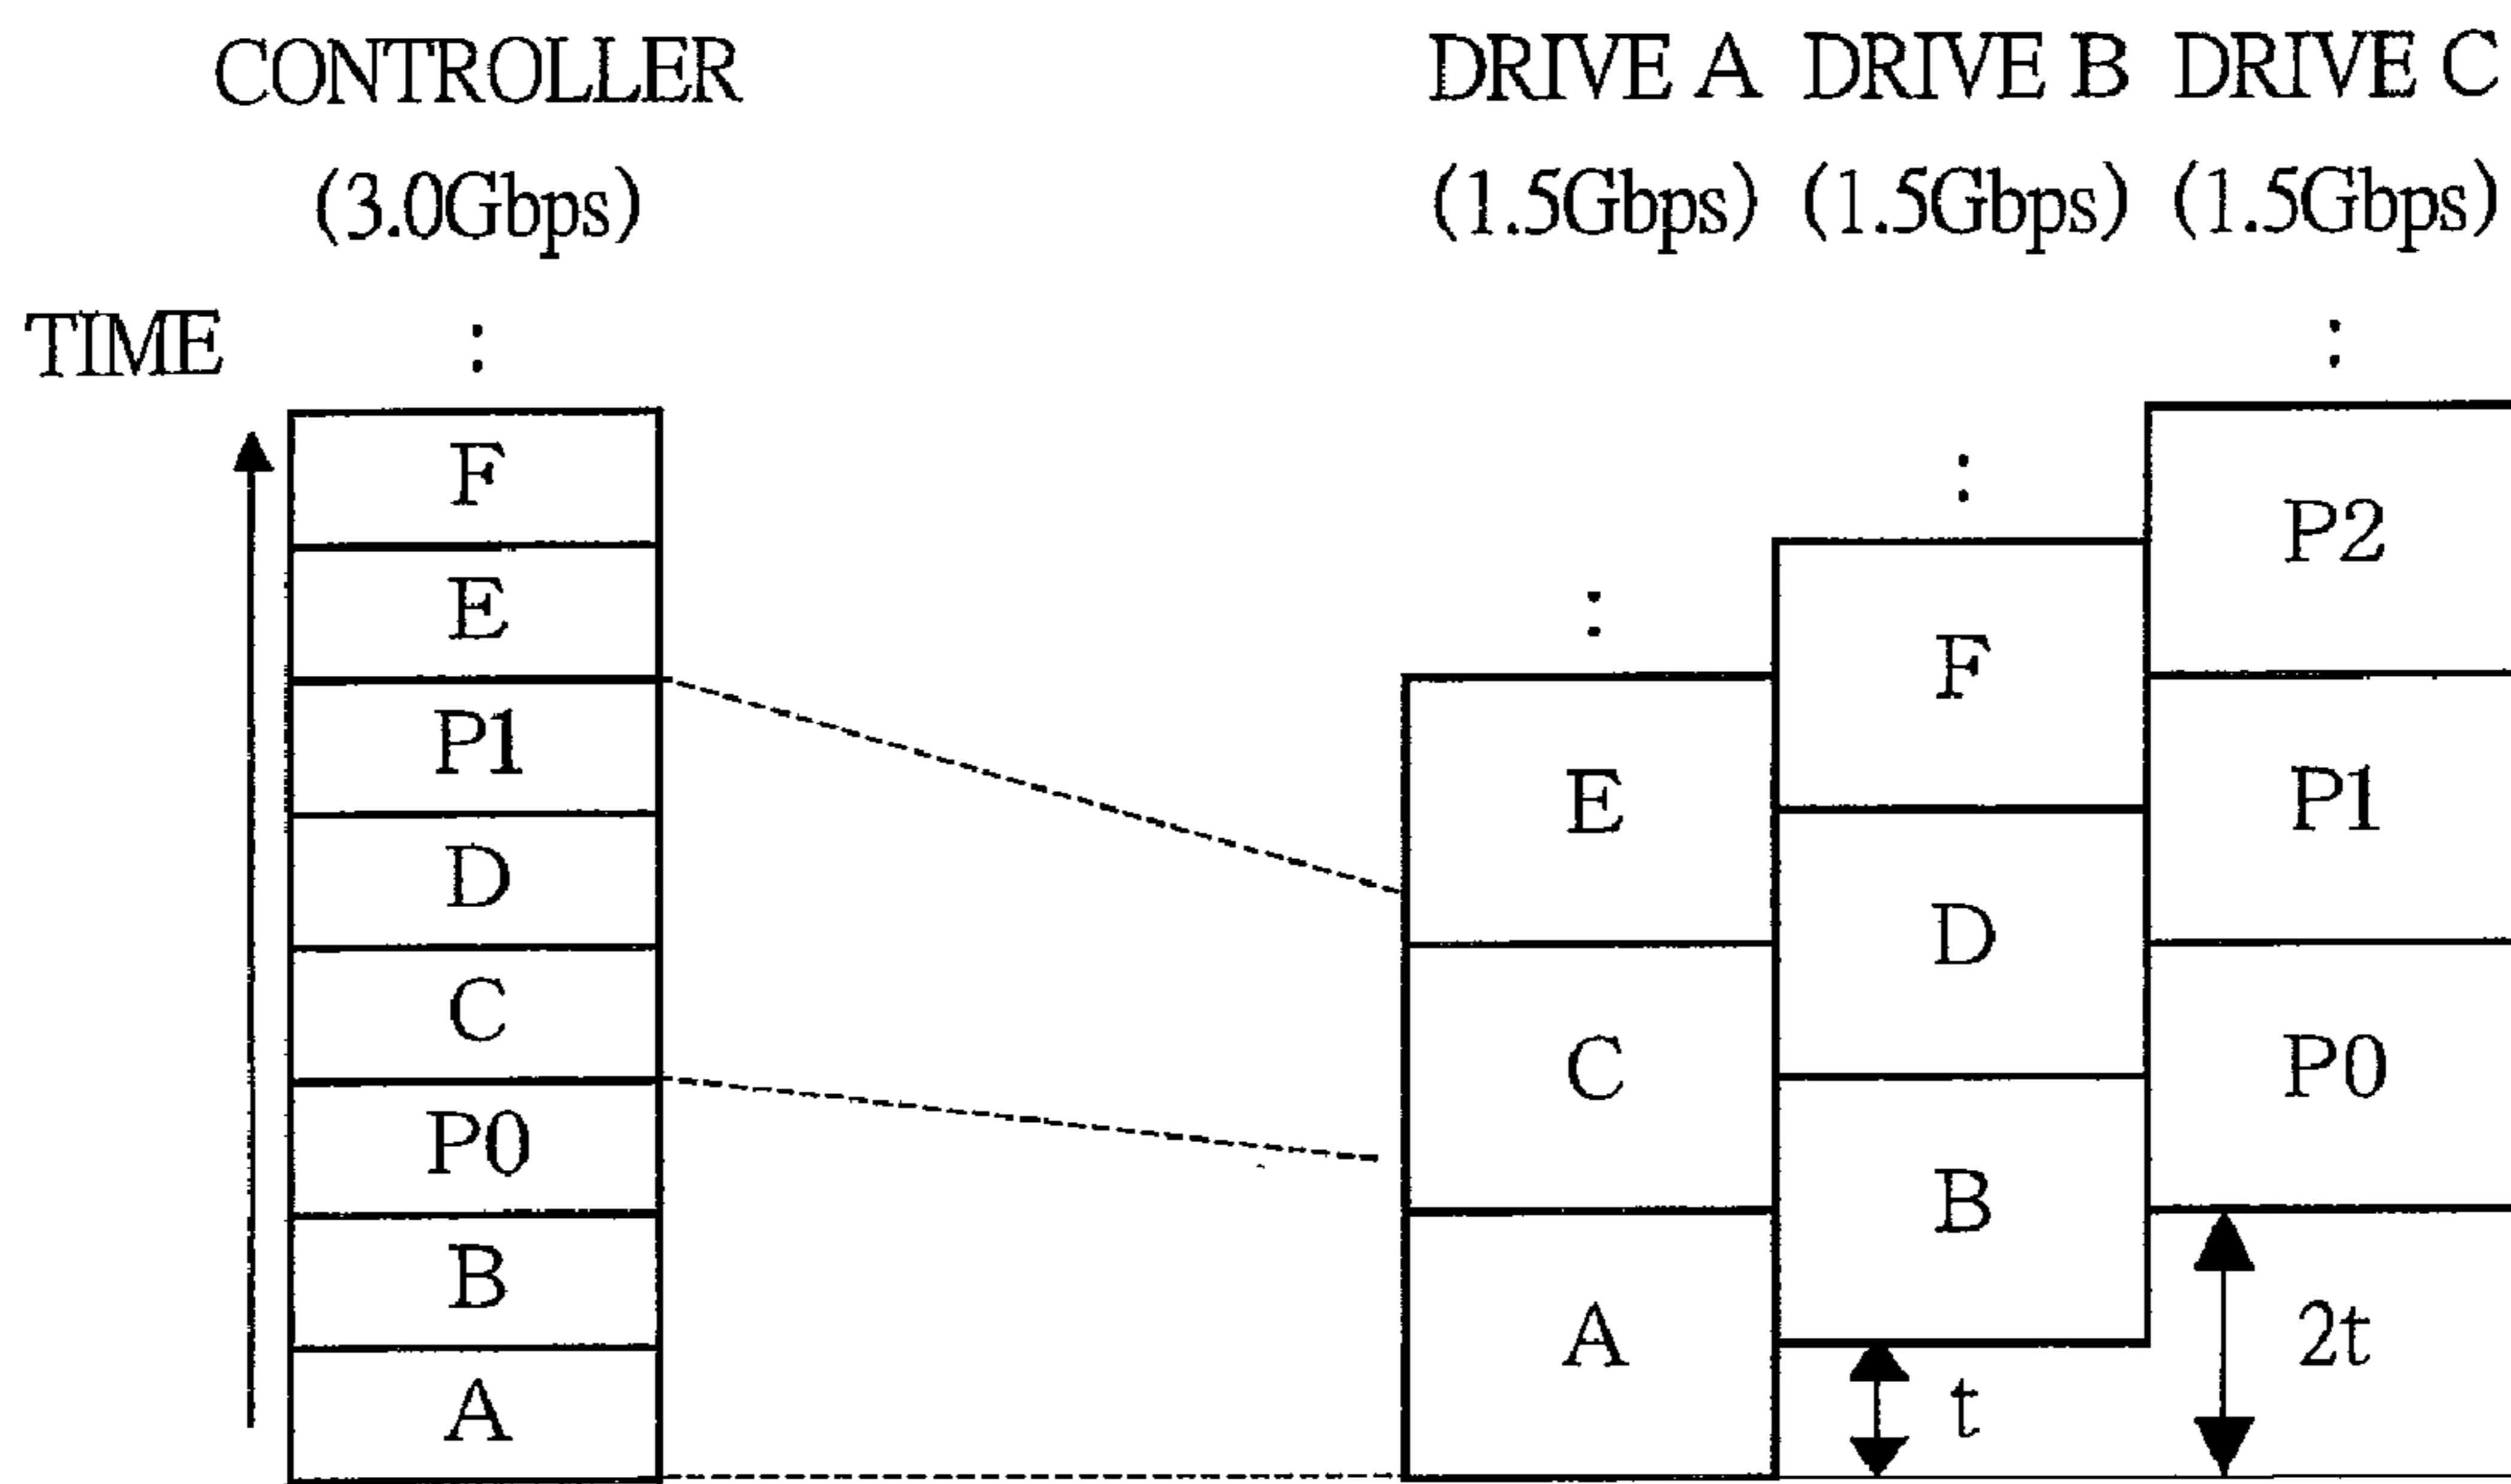 CONTROLLER
(3.0Gbps)
DRIVE A DRIVE B DRIVE C
(1.5Gbps) (1.5Gbps) (1.5Gbps)
TIME
:
F
E
P1
D
C
P0
B
A
:
E
C
A
:
F
D
B
t
:
P2
P1
P0
2t